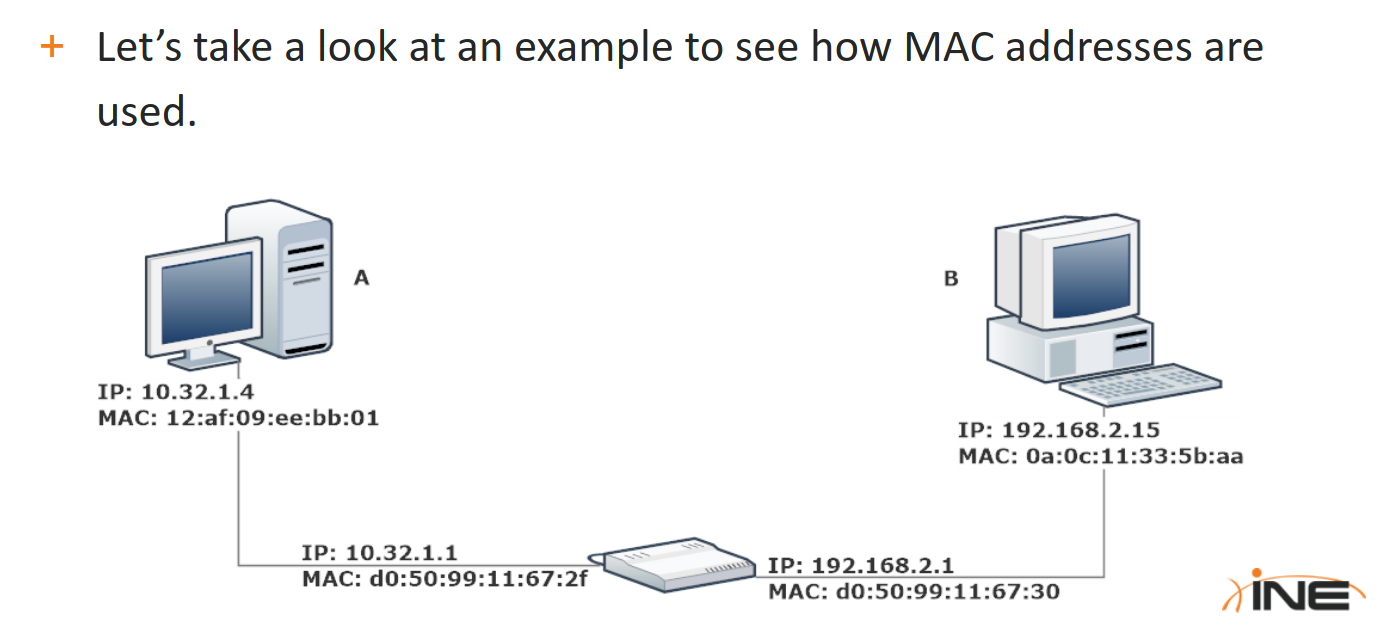 + Let’s take a look at an example to see how MAC addresses are
used.
A
B
IP: 10.32.1.4
MAC: 12:af:09:ee:bb:01
IP: 192.168.2.15
MAC: 0a:0c:11:33:5b:aa
IP: 10.32.1.1
MAC: d0:50:99:11:67:2f
IP: 192.168.2.1
MAC: d0:50:99:11:67:30
iNE